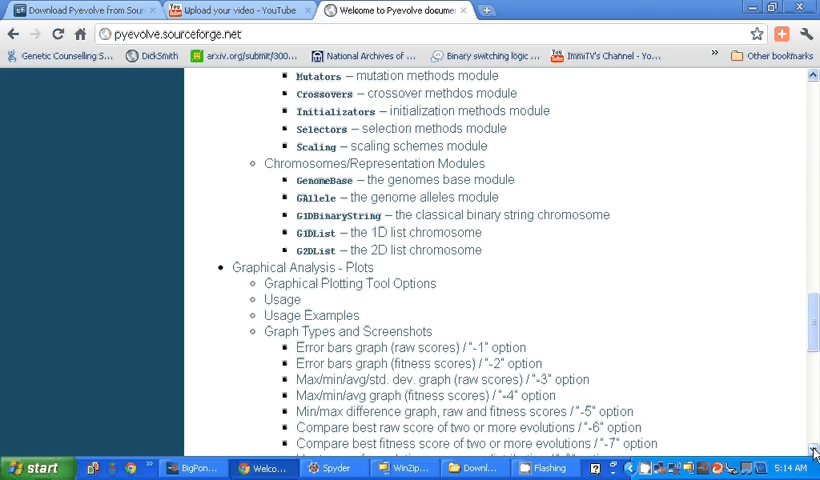 Download Pyevolve from Sour
Upload your video - YouTube
Welcome to Pyevolve docume
pyevolve.sourceforge.net
Genetic Counselling S...
DickSmith
arxiv.org/submit/300...
National Archives of ...
Binary switching logic ...
ImmiTV's Channel - Yo...
»
Other bookmarks
Mutators – mutation methods module
Crossovers – crossover methdos module
Initializators – initialization methods module
Selectors – selection methods module
Scaling – scaling schemes module
Chromosomes/Representation Modules
GenomeBase – the genomes base module
GAllele – the genome alleles module
G1DBinaryString – the classical binary string chromosome
G1DList – the 1D list chromosome
G2DList – the 2D list chromosome
Graphical Analysis - Plots
Graphical Plotting Tool Options
Usage
Usage Examples
Graph Types and Screenshots
Error bars graph (raw scores) / "-1" option
Error bars graph (fitness scores) / "-2" option
Max/min/avg/std. dev. graph (raw scores) / "-3" option
Max/min/avg graph (fitness scores) / "-4" option
Min/max difference graph, raw and fitness scores / "-5" option
Compare best raw score of two or more evolutions / "-6" option
Compare best fitness score of two or more evolutions / "-7" option
start
BigPon...
Welco...
Spyder
WinZip...
Downl...
Flashing
5:14 AM